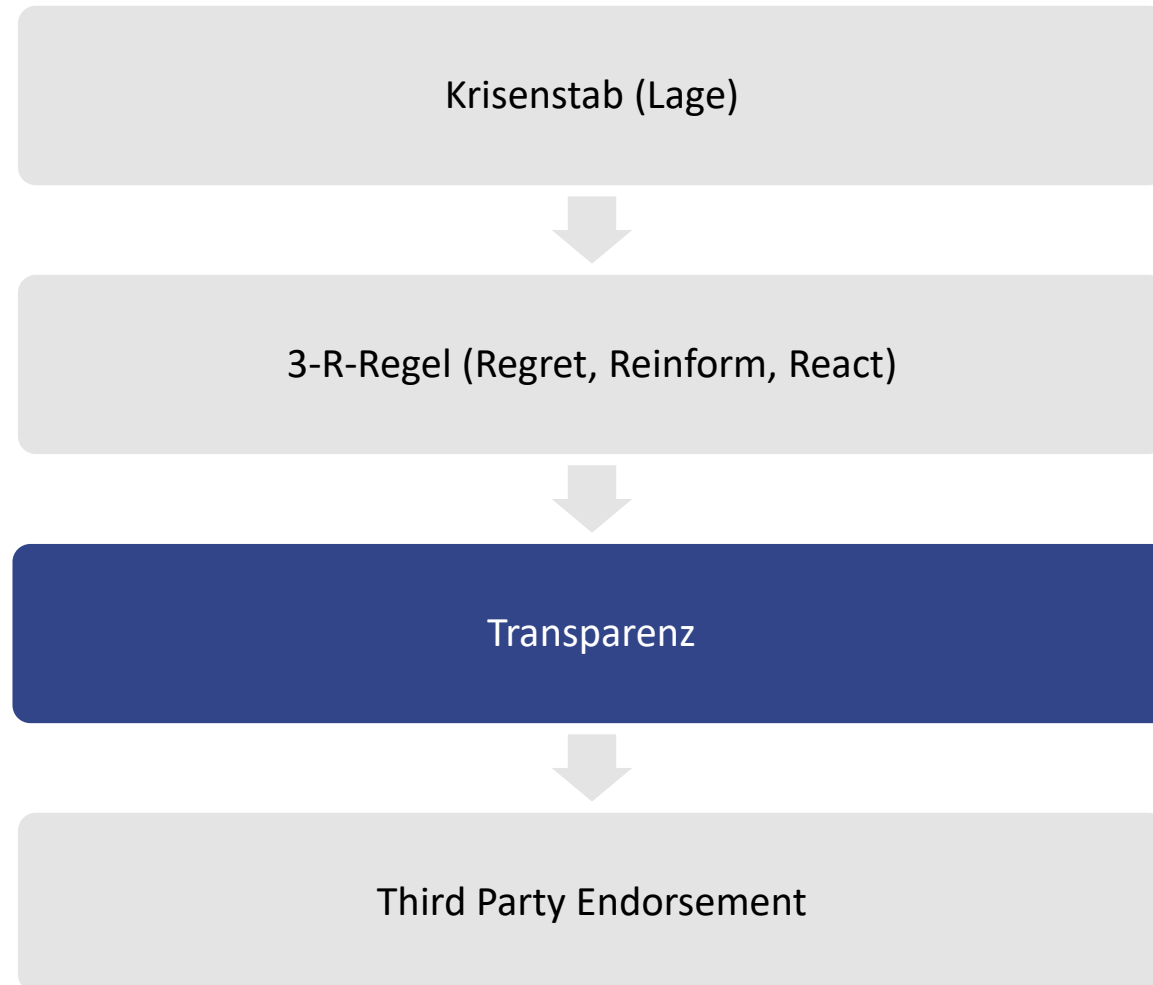 Krisenstab (Lage)
3-R-Regel (Regret, Reinform, React)
Transparenz
Third Party Endorsement